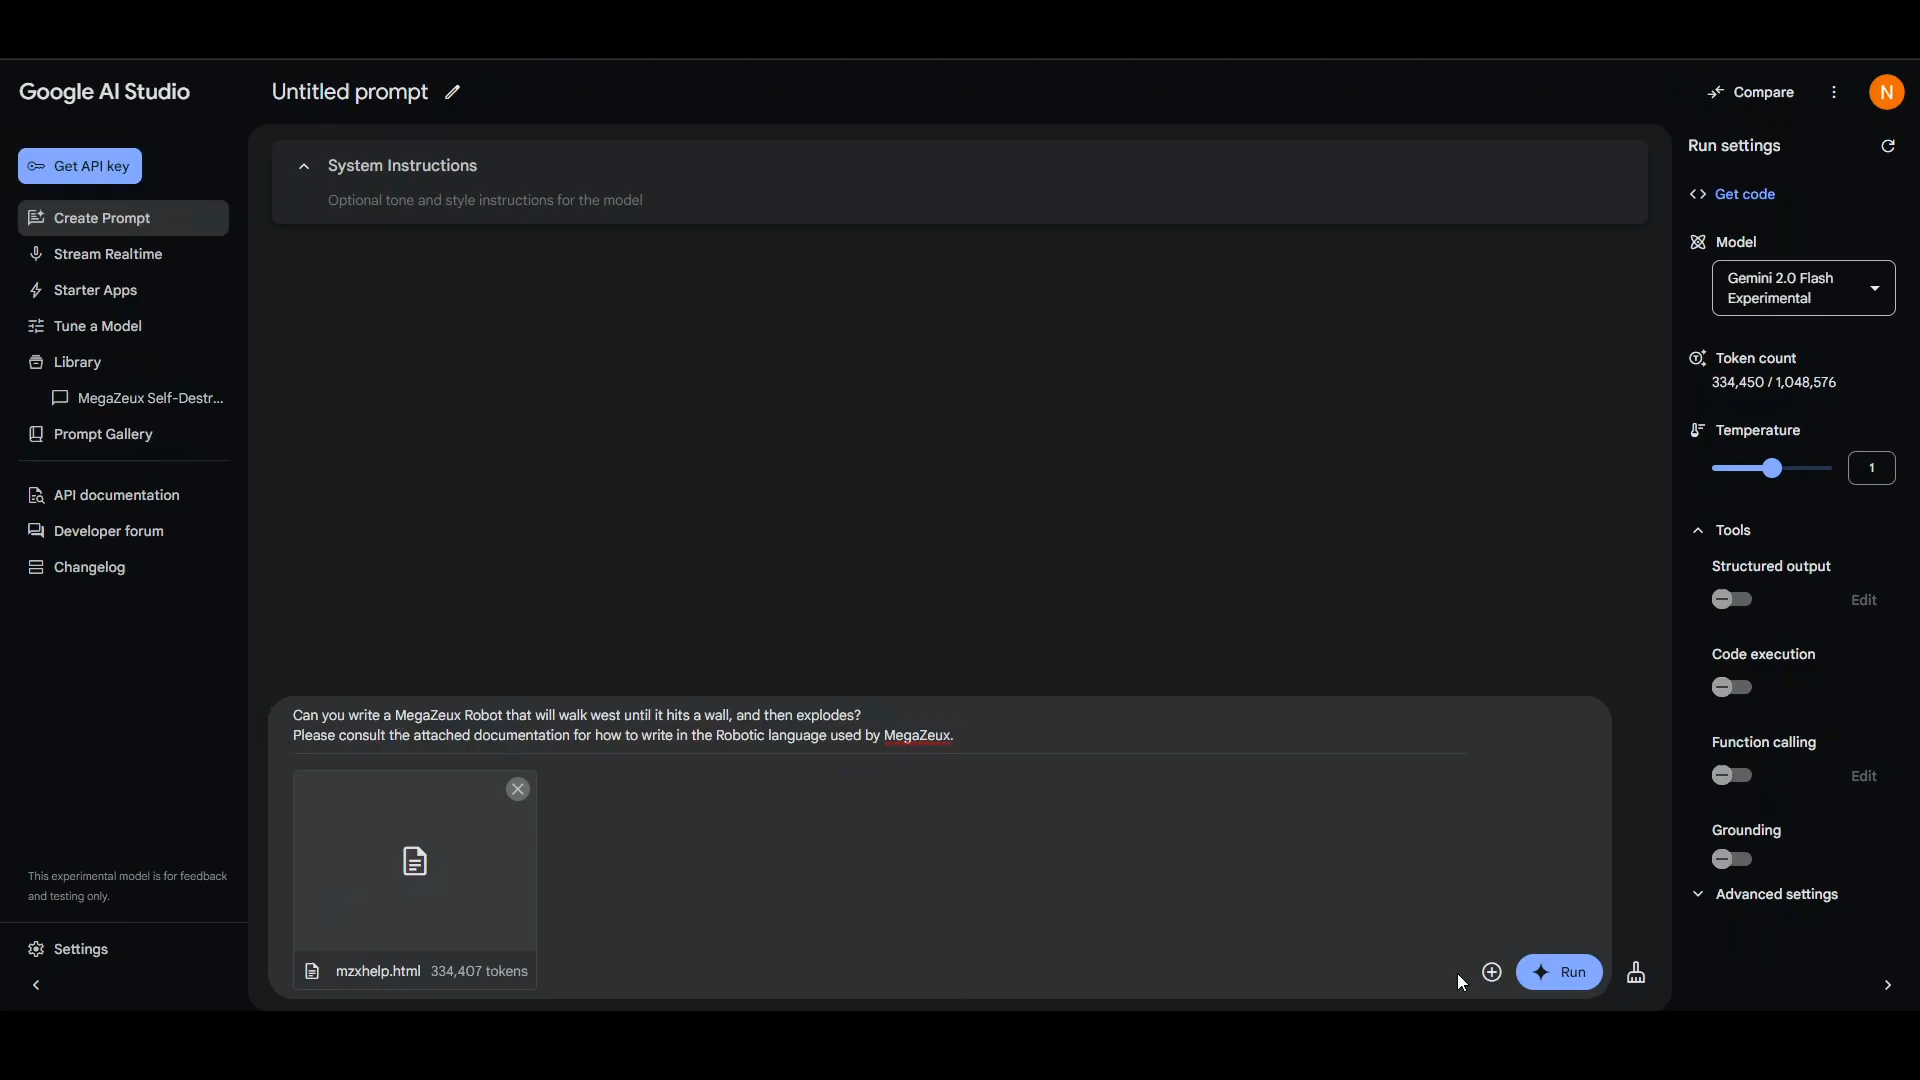 Google AI Studio
Untitled prompt
Compare
N
Get API key
Create Prompt
Stream Realtime
Starter Apps
Tune a Model
Library
MegaZeux Self-Destr...
Prompt Gallery
API documentation
Developer forum
Changelog
This experimental model is for feedback
and testing only.
Settings
System Instructions
Optional tone and style instructions for the model
Can you write a MegaZeux Robot that will walk west until it hits a wall, and then explodes?
Please consult the attached documentation for how to write in the Robotic language used by MegaZeux.
mzxhelp.html 334,407 tokens
Run
Run settings
Get code
Model
Gemini 2.0 Flash
Experimental
Token count
334,450 / 1,048,576
Temperature
1
Tools
Structured output
Edit
Code execution
Function calling
Edit
Grounding
Advanced settings